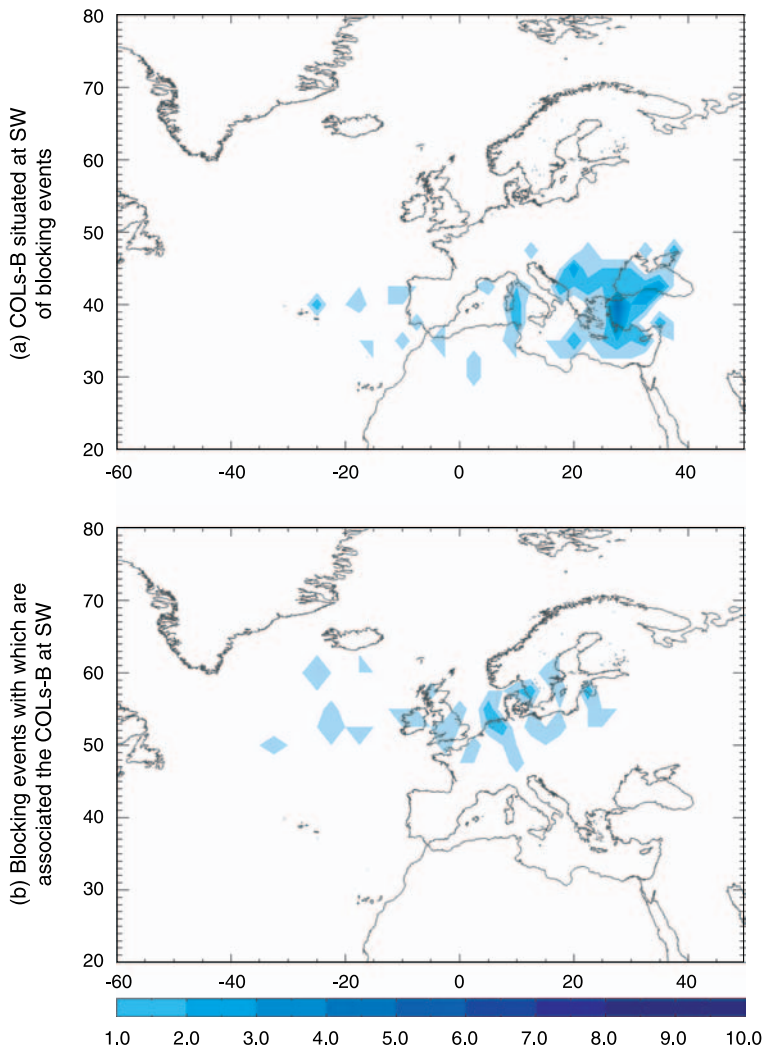 (a) COLs-B situated at SW
of blocking events
80
70
60
50
40
30
20
-60 -40 -20 0 20 40
(b) Blocking events with which are
associated the COLs-B at SW
80
70
60
50
40
30
20
-60 -40 -20 0 20 40
1.0 2.0 3.0 4.0 5.0 6.0 7.0 8.0 9.0 10.0